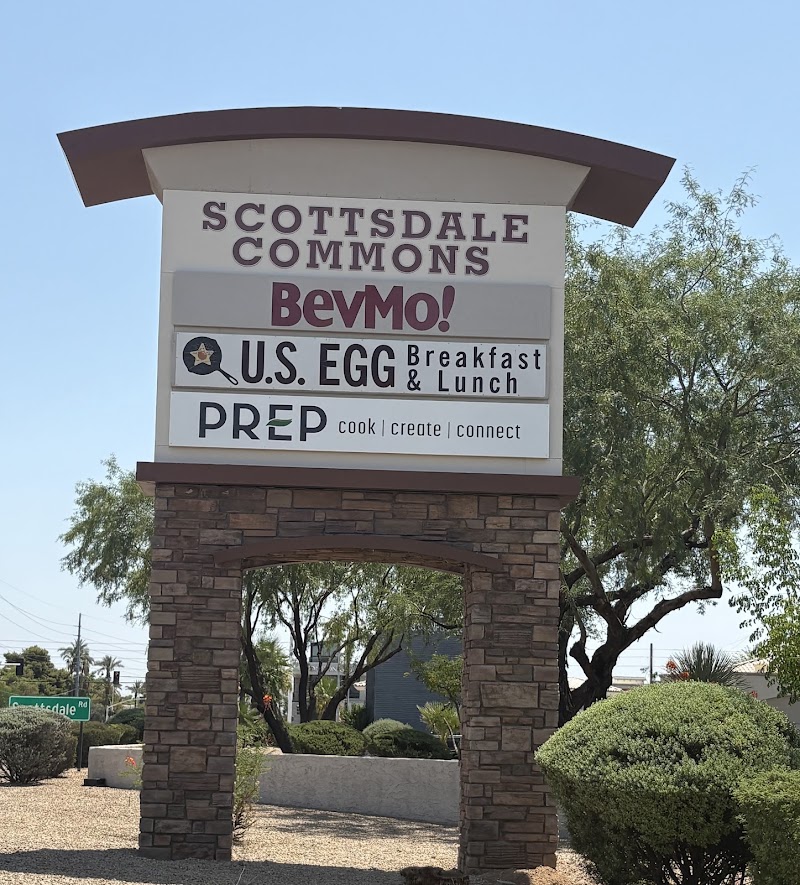 SCOTTSDALE
COMMONS
BevMo!
U.S. EGG Breakfast
& Lunch
PREP cook | create | connect
Scottsdale Rd